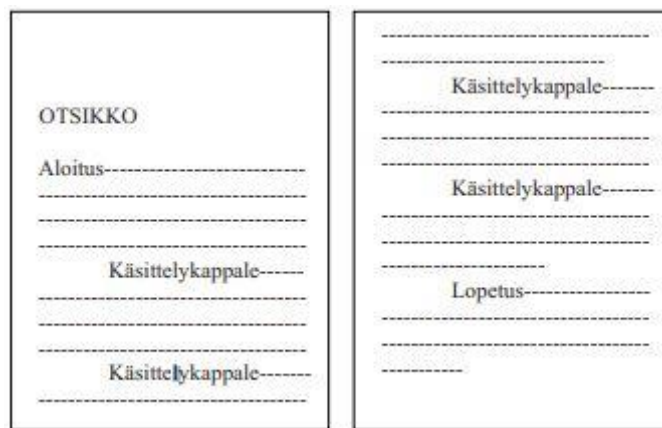 OTSIKKO
Aloitus-----------------------------
---------------------------------------
---------------------------------------
---------------------------------------
Käsittelykappale------
---------------------------------------
---------------------------------------
---------------------------------------
Käsittelykappale-------
---------------------------------------
---------------------------------------
--------------------------------
Käsittelykappale-------
---------------------------------------
---------------------------------------
---------------------------------------
Käsittelykappale-------
---------------------------------------
---------------------------------------
------------------------
Lopetus------------------
---------------------------------------
---------------------------------------
------------